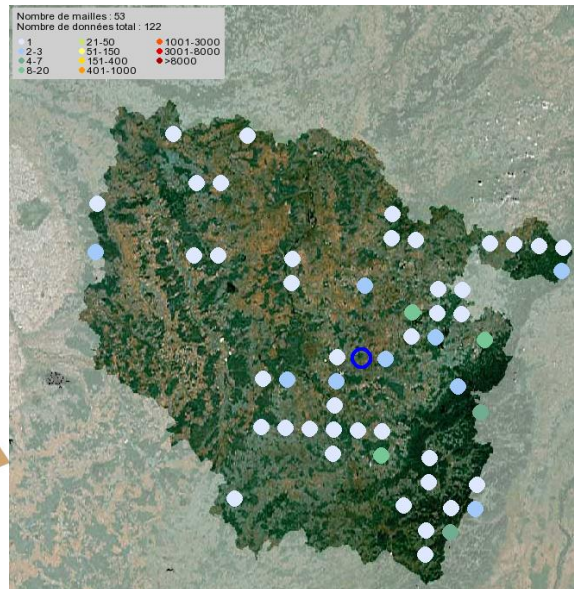 Nombre de mailles : 53
Nombre de données total : 122
1 21-50 1001-3000
2-3 51-150 3001-8000
4-7 151-400 >8000
8-20 401-1000